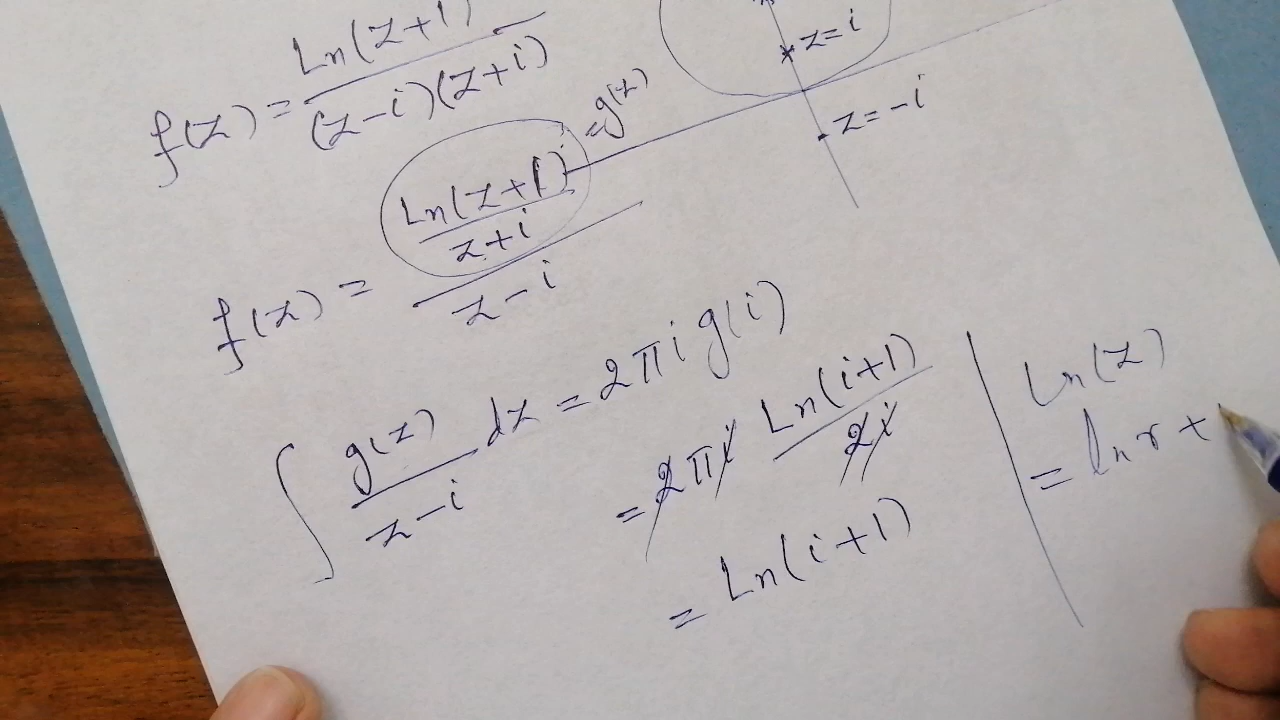 f(z) = Ln(z+1) / (z-i)(z+i)
z=i
z=-i
f(z) = Ln(z+1) / z+i / z-i
=g(z)
∫ g(z) / z-i dz = 2πi g(i)
= 2πi Ln(i+1) / 2i
= Ln(i+1)
Ln(z)
= ln r +